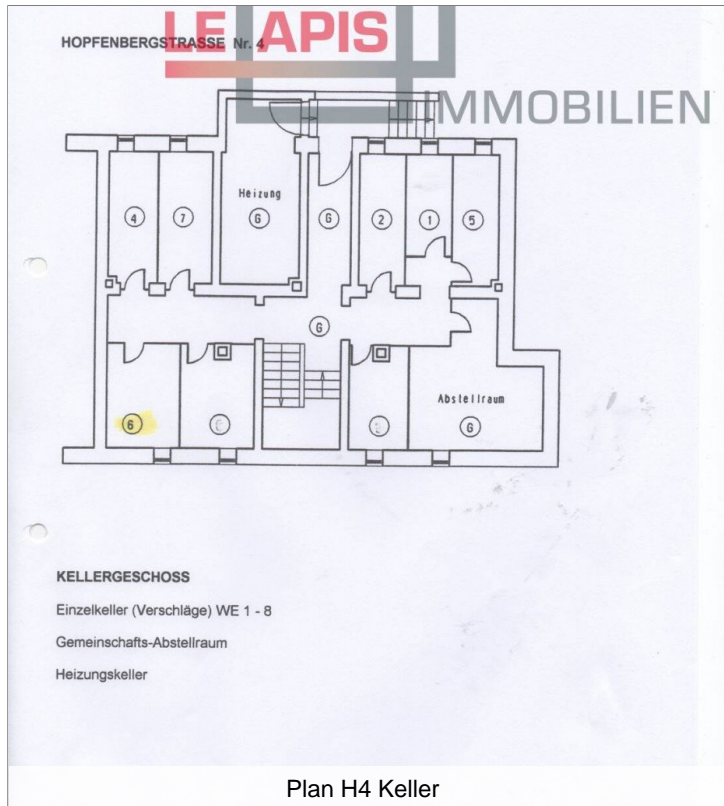 LE APIS
HOPFENBERGSTRASSE Nr. 4
IMMOBILIEN
Heizung
4 7 G G 2 1 5
G
Abstellraum
6 G
KELLERGESCHOSS
Einzelkeller (Verschläge) WE 1 - 8
Gemeinschafts-Abstellraum
Heizungskeller
Plan H4 Keller